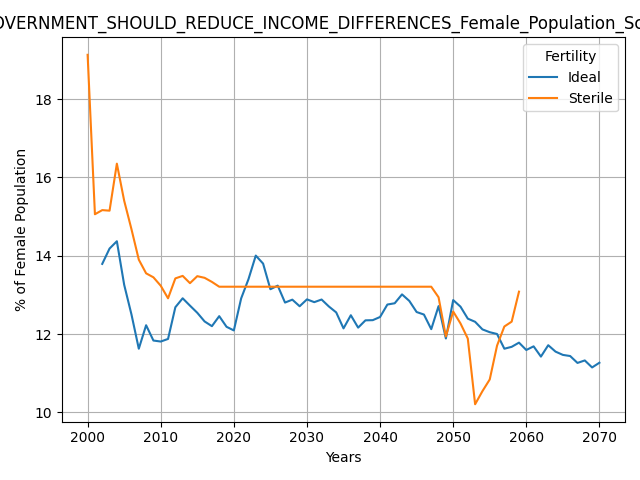 OVERNMENT_SHOULD_REDUCE_INCOME_DIFFERENCES_Female_Population_Sc
Fertility
Ideal
Sterile
% of Female Population
18
16
14
12
10
2000 2010 2020 2030 2040 2050 2060 2070
Years